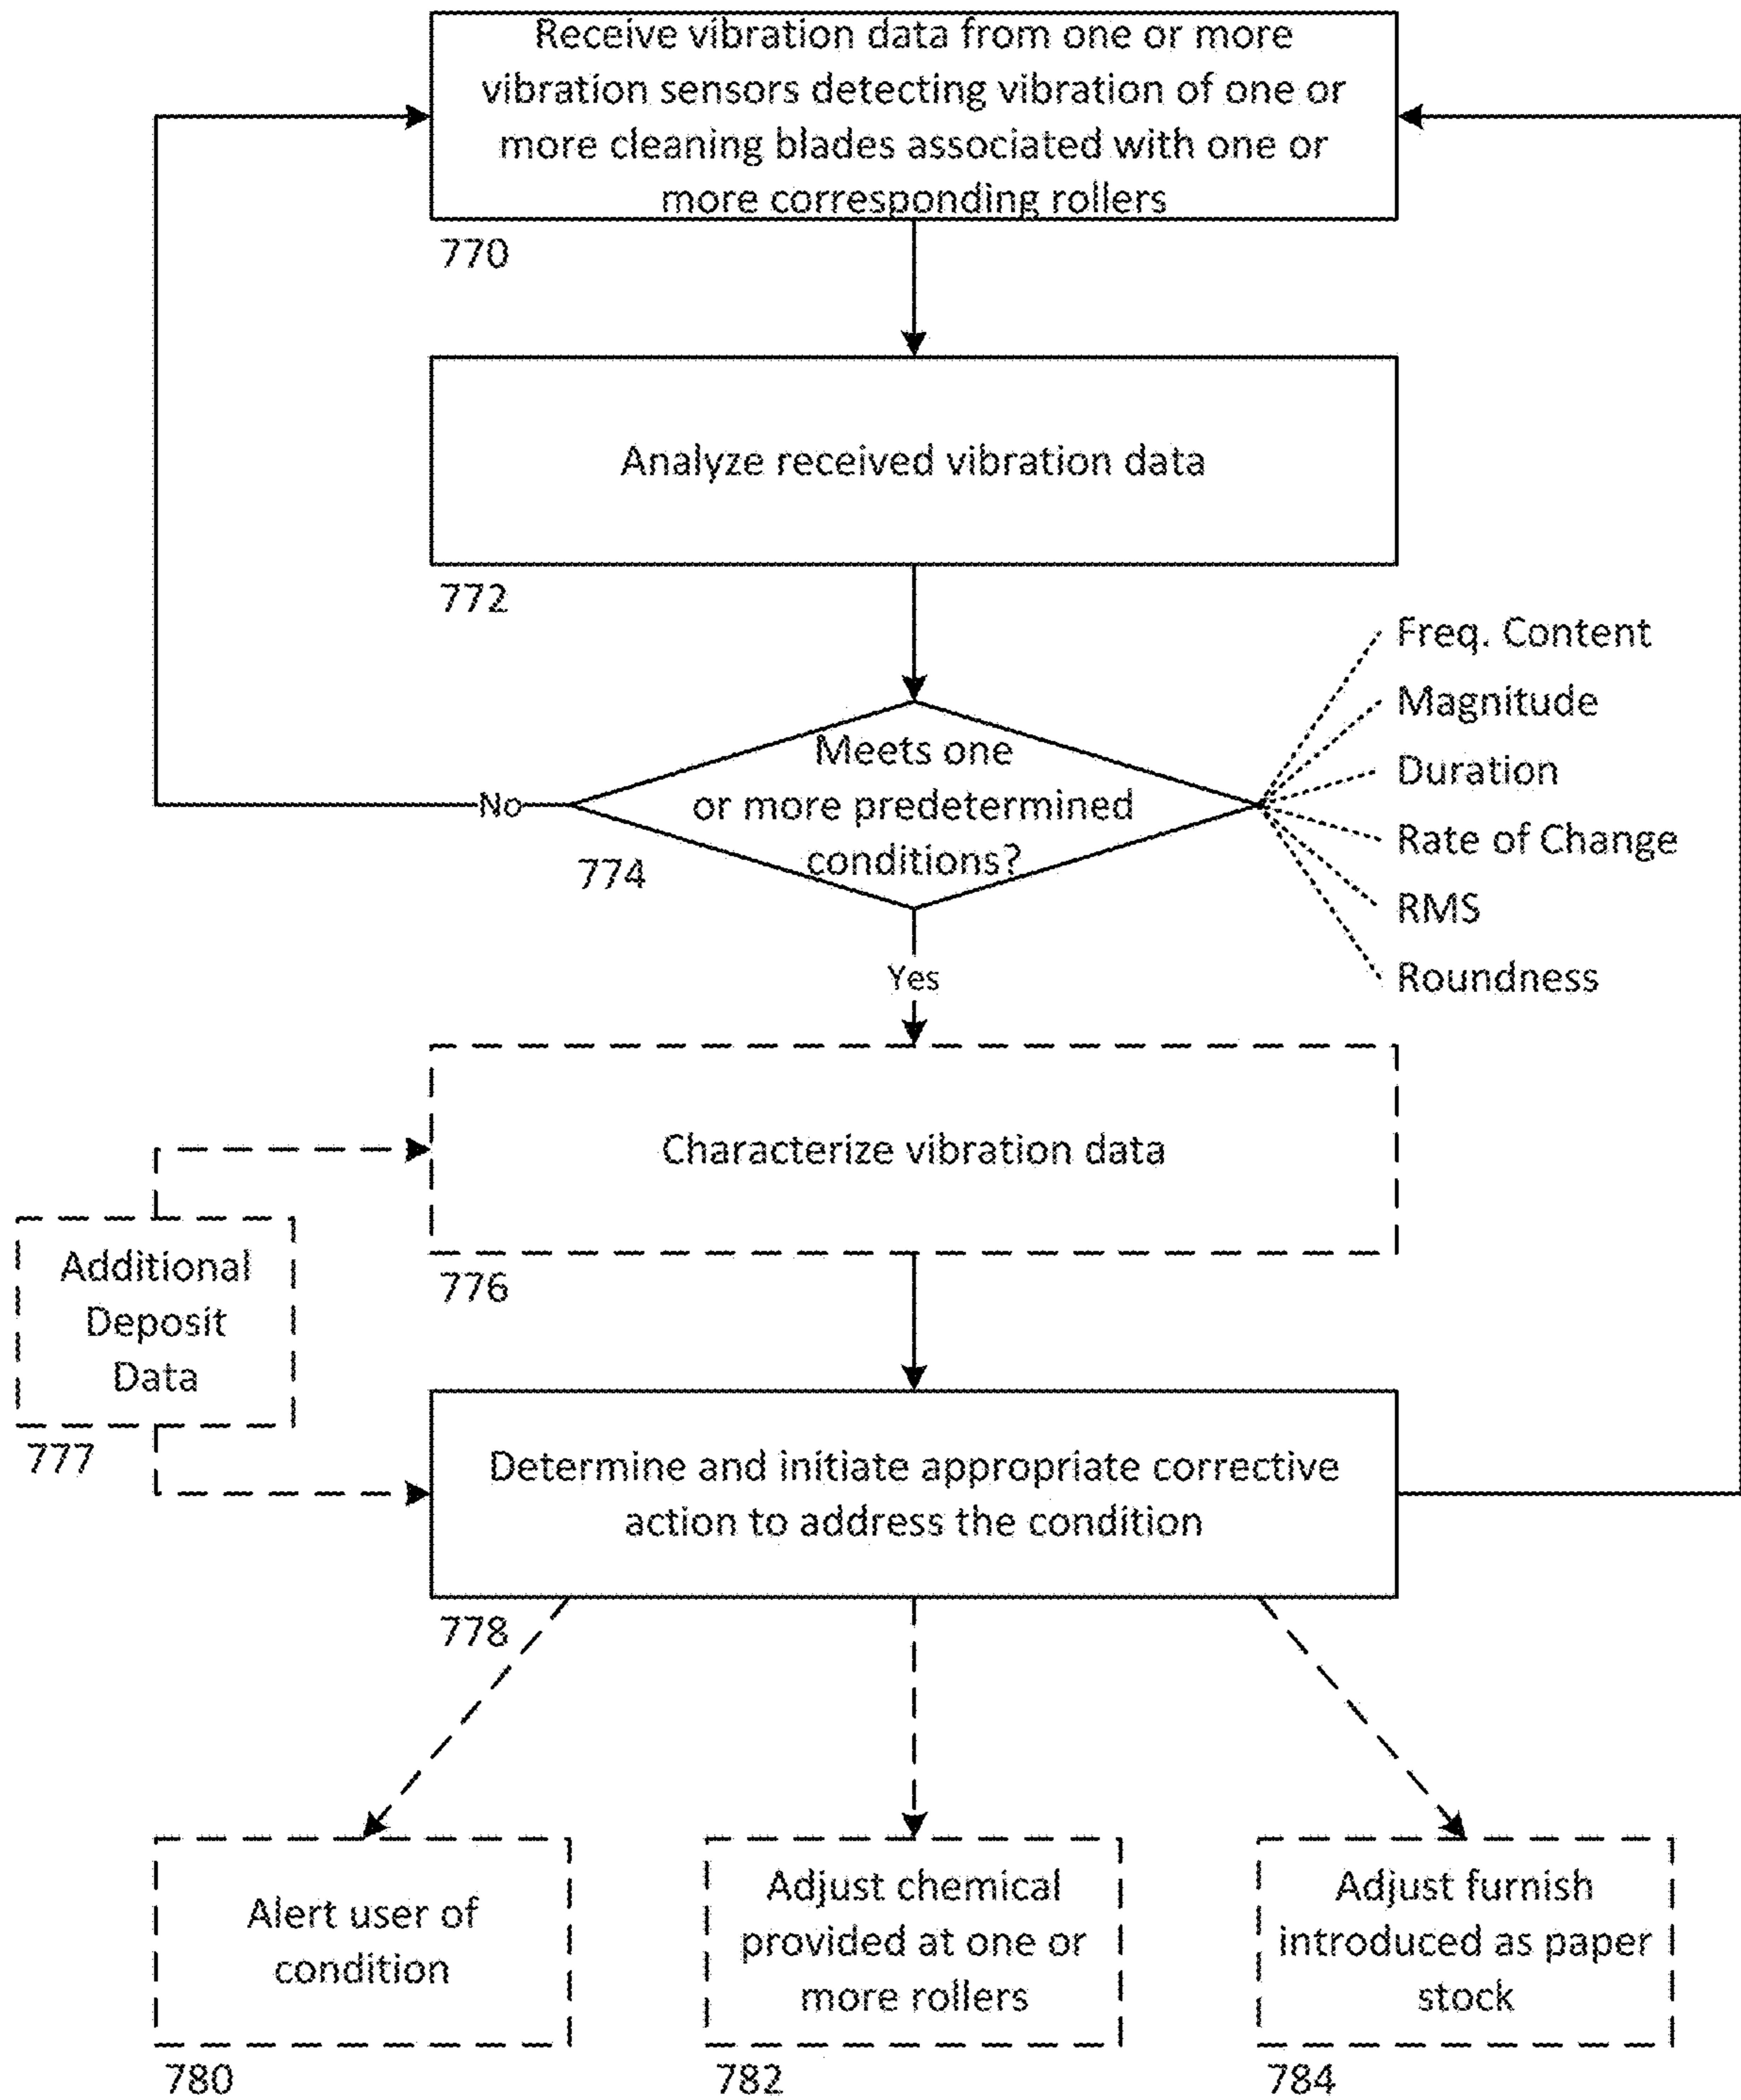 Receive vibration data from one or more
vibration sensors detecting vibration of one or
more cleaning blades associated with one or
more corresponding rollers
770
Analyze received vibration data
772
Freq. Content
Magnitude
Duration
Rate of Change
RMS
Roundness
Meets one
or more predetermined
conditions?
774
No
Yes
Characterize vibration data
776
Additional
Deposit
Data
777
Determine and initiate appropriate corrective
action to address the condition
778
Alert user of
condition
780
Adjust chemical
provided at one or
more rollers
782
Adjust furnish
introduced as paper
stock
784